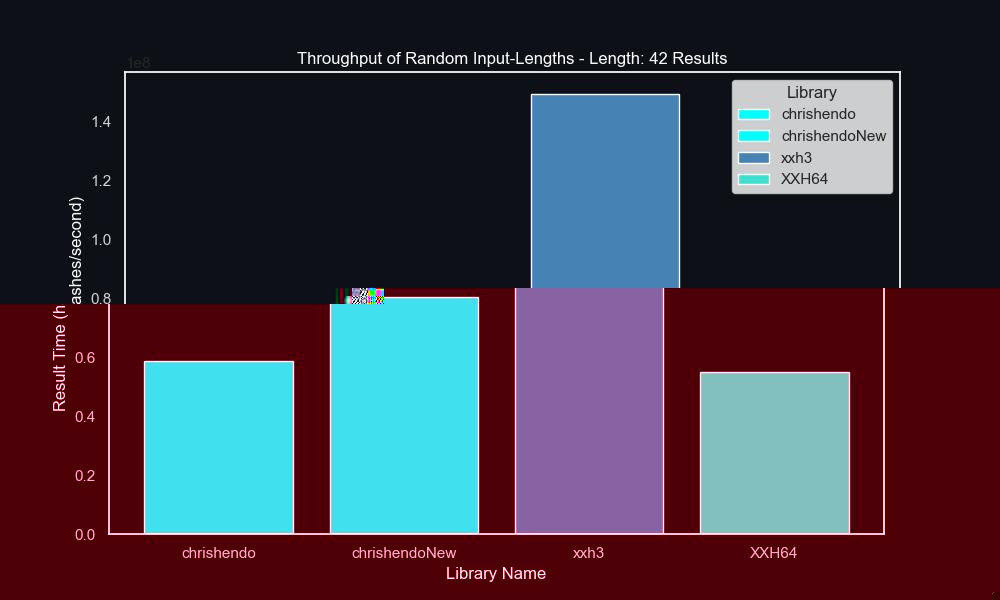 Throughput of Random Input-Lengths - Length: 42 Results
1e8
Library
chrishendo
chrishendoNew
xxh3
XXH64
1.4
1.2
1.0
0.8
0.6
0.4
0.2
0.0
Result Time (hashes/second)
chrishendo chrishendoNew xxh3 XXH64
Library Name